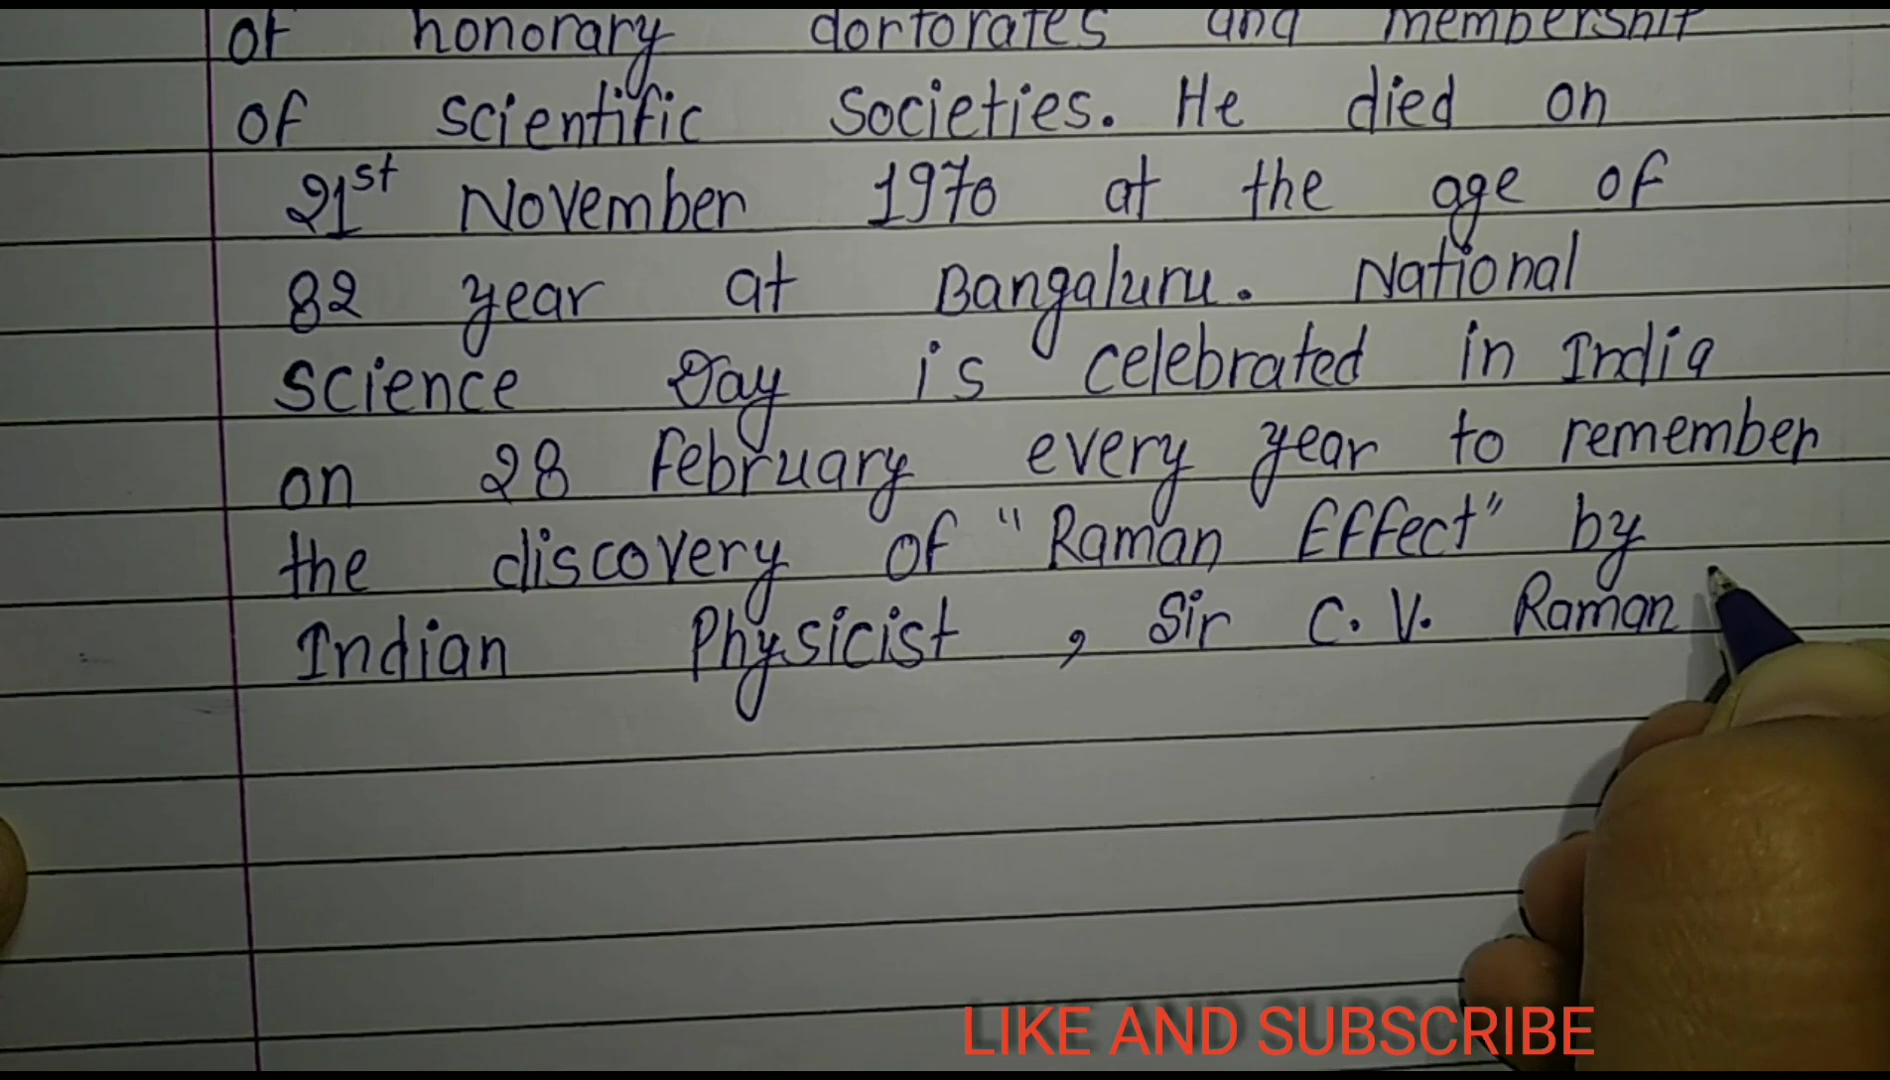 of honorary doctorates and membership
of scientific Societies. He died on
21st November 1970 at the age of
82 year at Bangaluru. National
Science Day is celebrated in India
on 28 February every year to remember
the discovery of "Raman Effect" by
Indian Physicist , Sir C. V. Raman
LIKE AND SUBSCRIBE